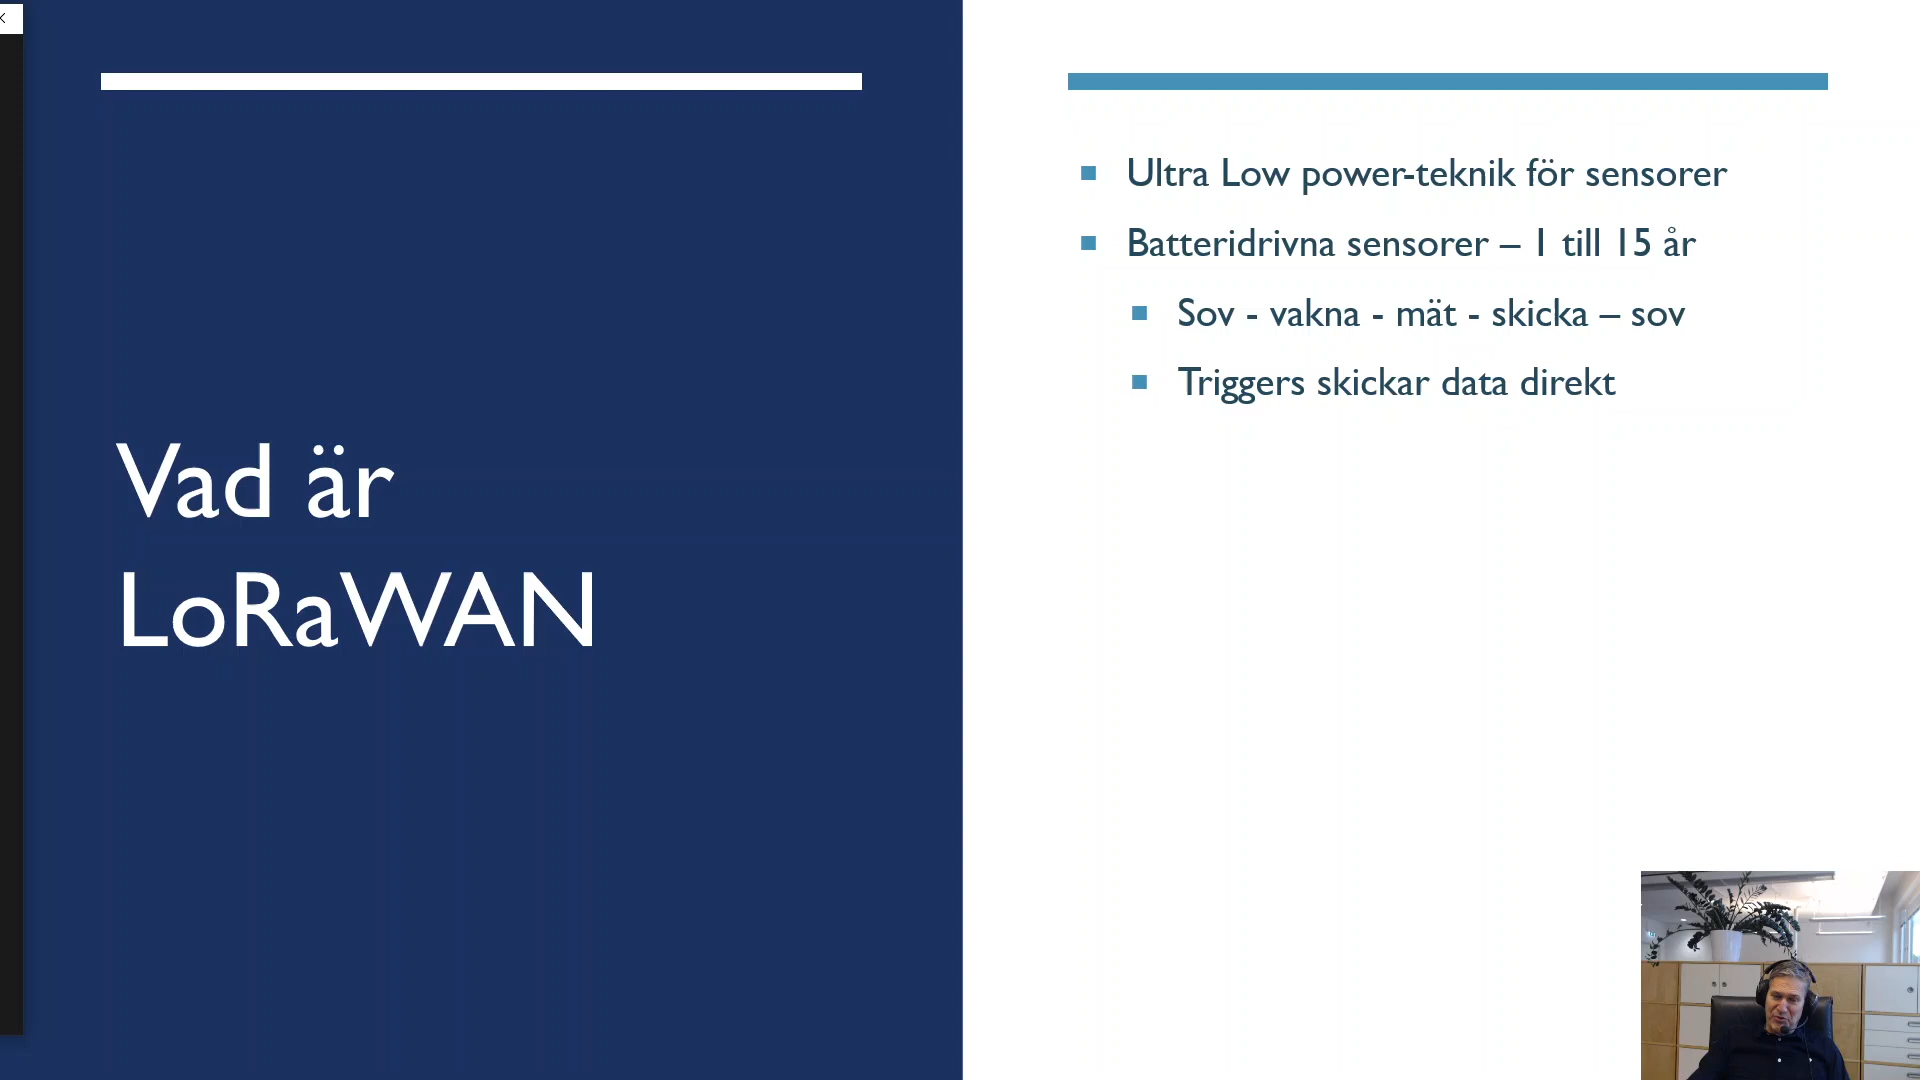 Vad är
LoRaWAN
Ultra Low power-teknik för sensorer
Batteridrivna sensorer – 1 till 15 år
Sov - vakna - mät - skicka – sov
Triggers skickar data direkt